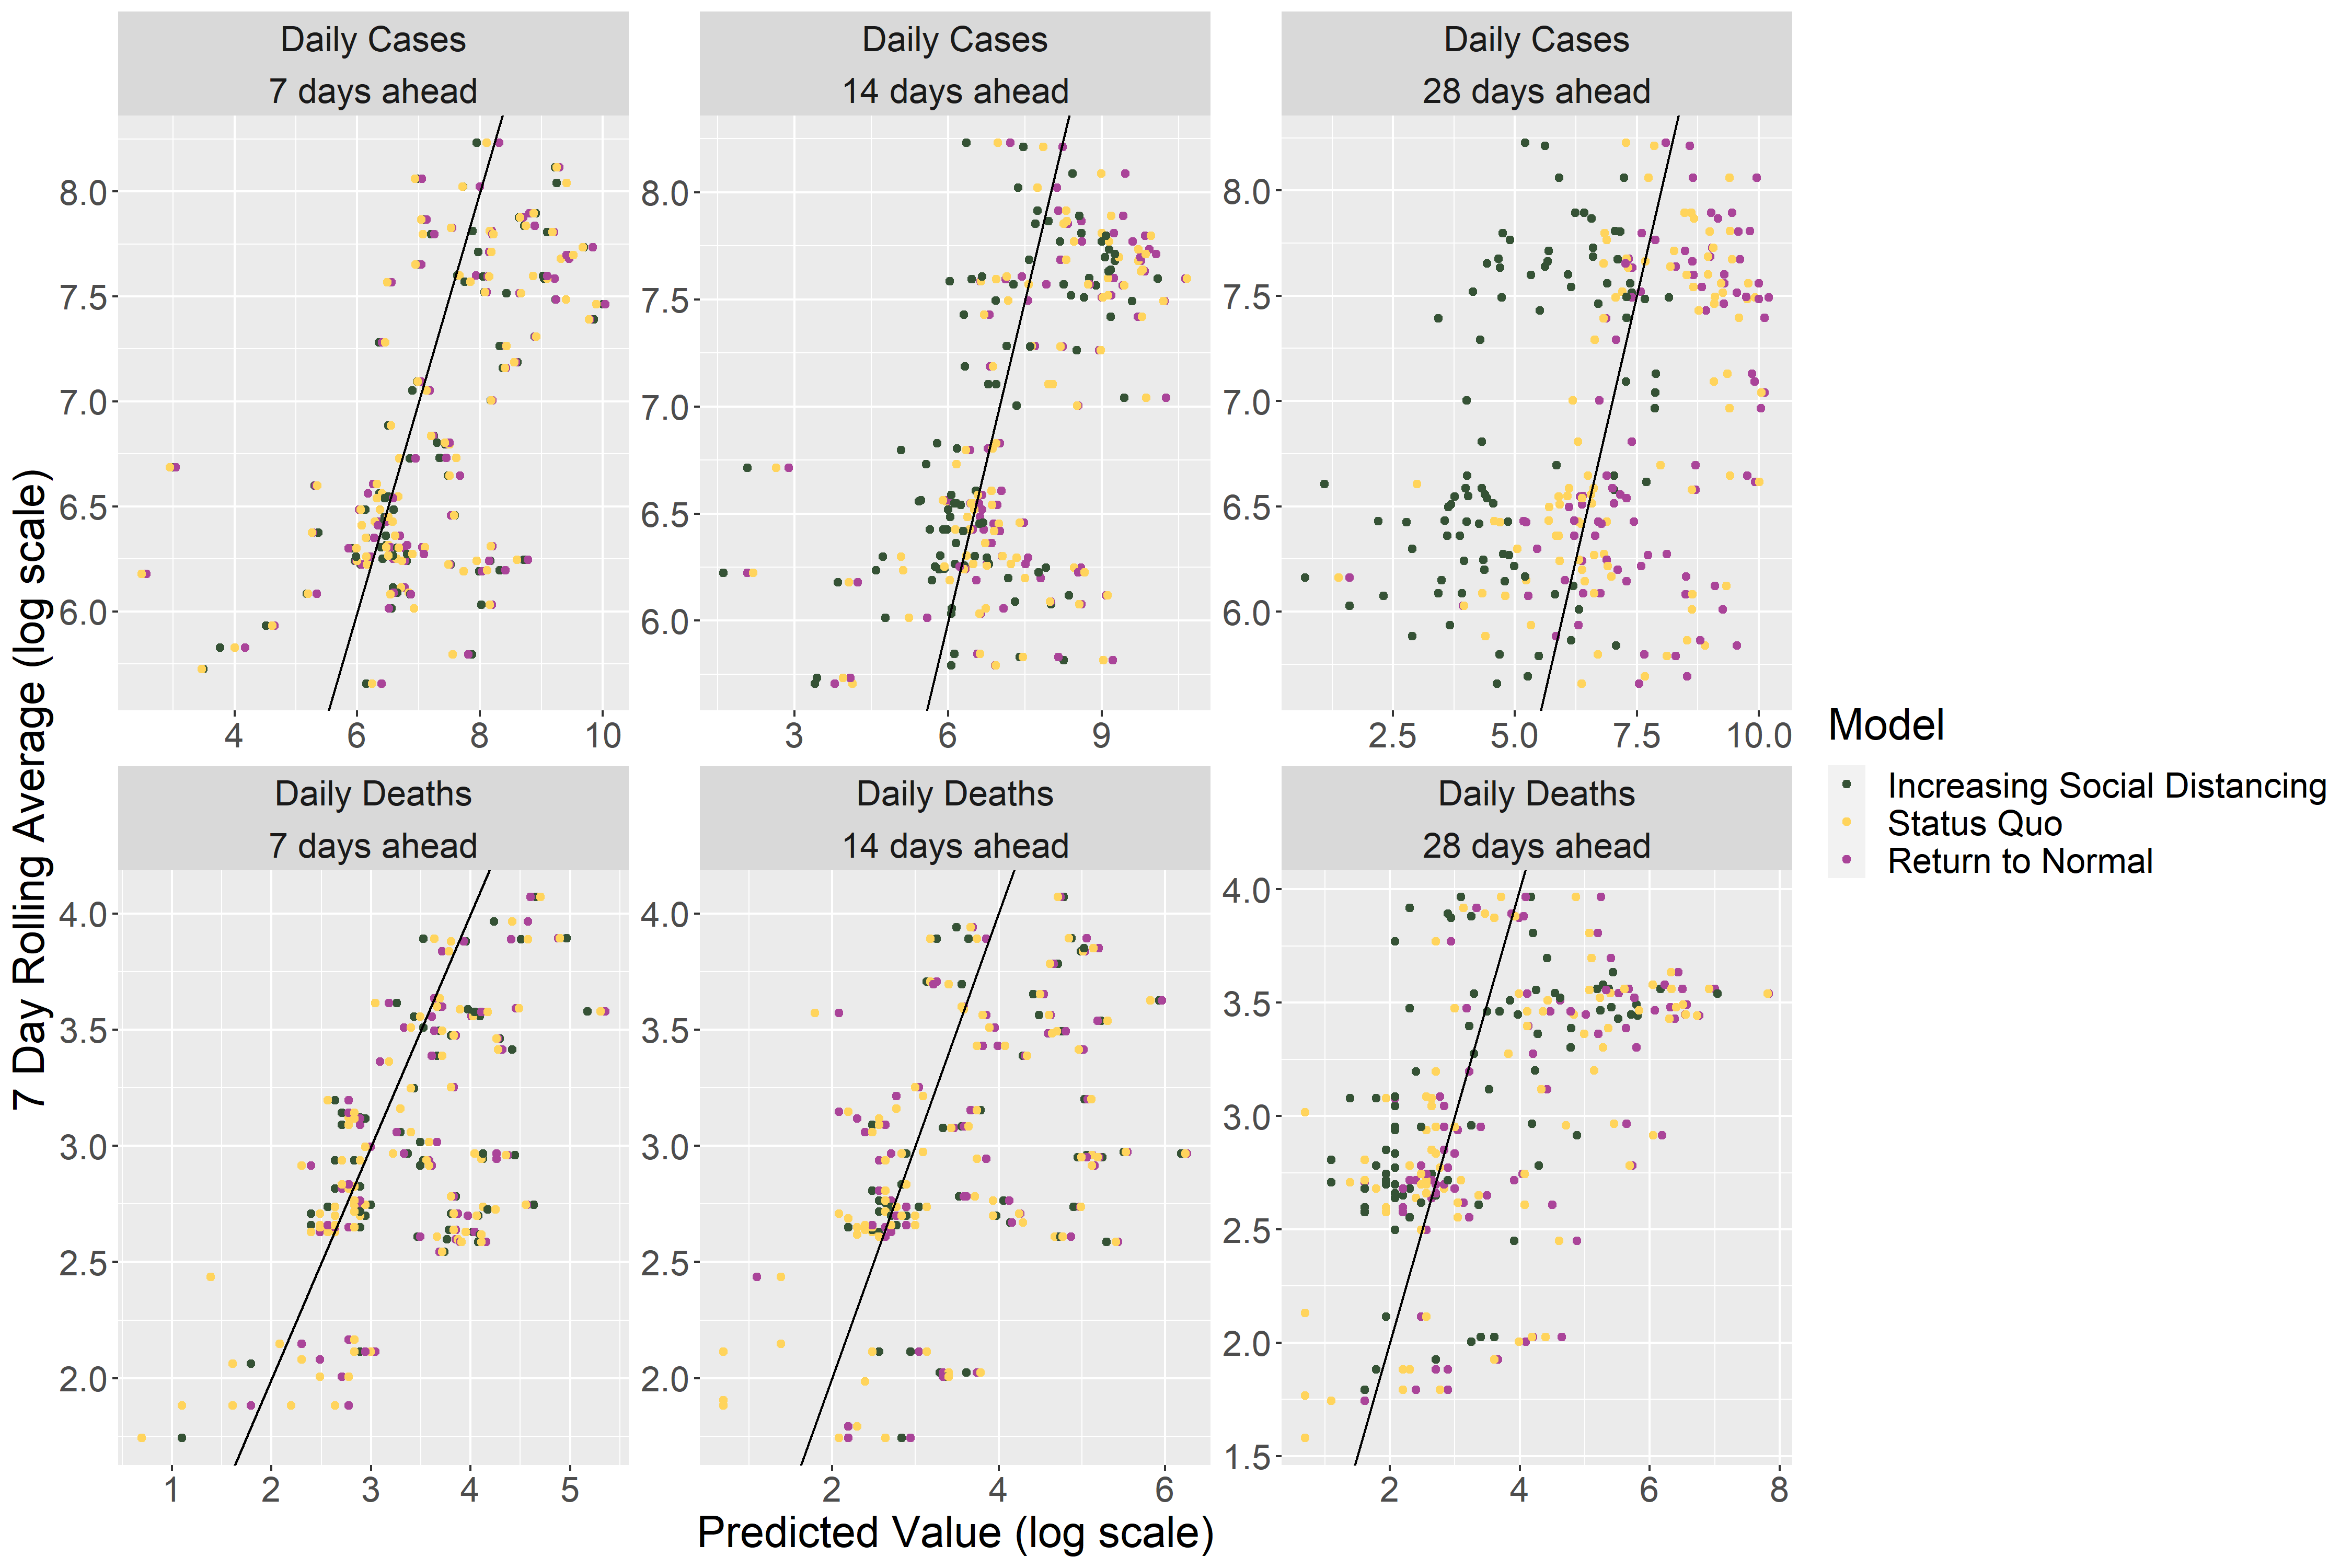 Daily Cases
7 days ahead
Daily Cases
14 days ahead
Daily Cases
28 days ahead
8.0
7.5
7.0
6.5
6.0
4 6 8 10
8.0
7.5
7.0
6.5
6.0
3 6 9
8.0
7.5
7.0
6.5
6.0
2.5 5.0 7.5 10.0
Daily Deaths
7 days ahead
Daily Deaths
14 days ahead
Daily Deaths
28 days ahead
4.0
3.5
3.0
2.5
2.0
1 2 3 4 5
4.0
3.5
3.0
2.5
2.0
2 4 6
4.0
3.5
3.0
2.5
2.0
1.5
2 4 6 8
7 Day Rolling Average (log scale)
Predicted Value (log scale)
Model
Increasing Social Distancing
Status Quo
Return to Normal